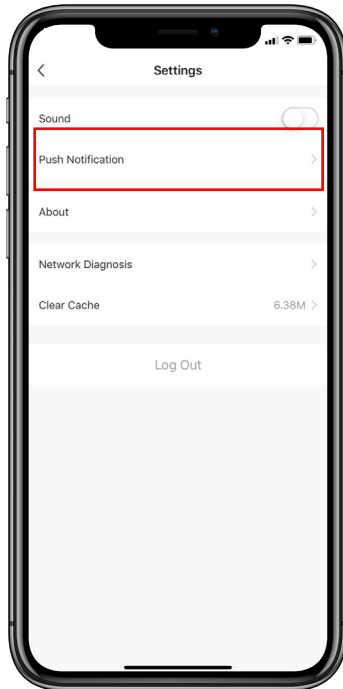 Settings
Sound
Push Notification
About
Network Diagnosis
Clear Cache 6.38M
Log Out